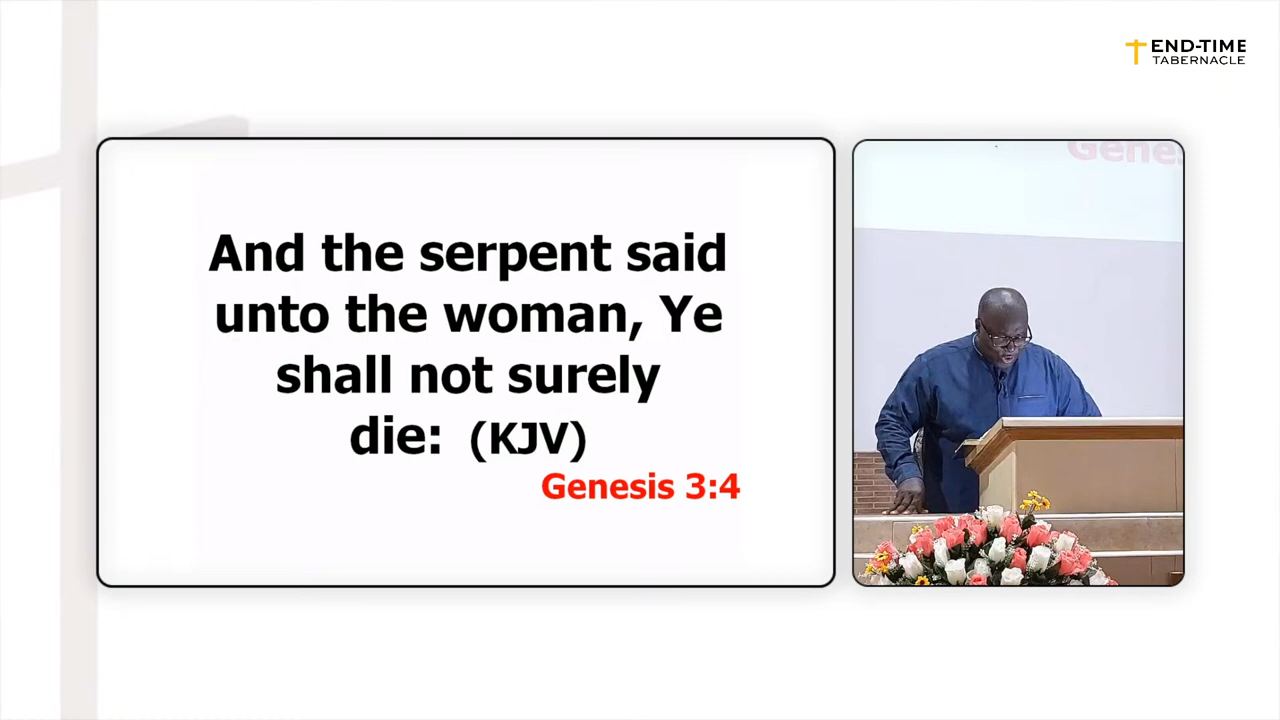 END-TIME
TABERNACLE
And the serpent said
unto the woman, Ye
shall not surely
die: (KJV)
Genesis 3:4
Genes